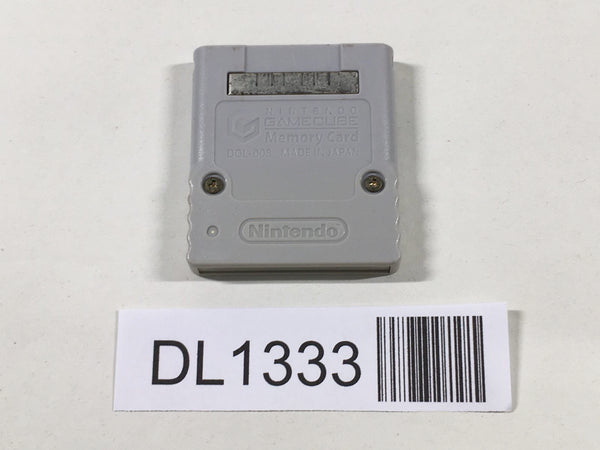 NINTENDO
GAMECUBE
Memory Card
DOL-008 MADE IN JAPAN
Nintendo
DL1333